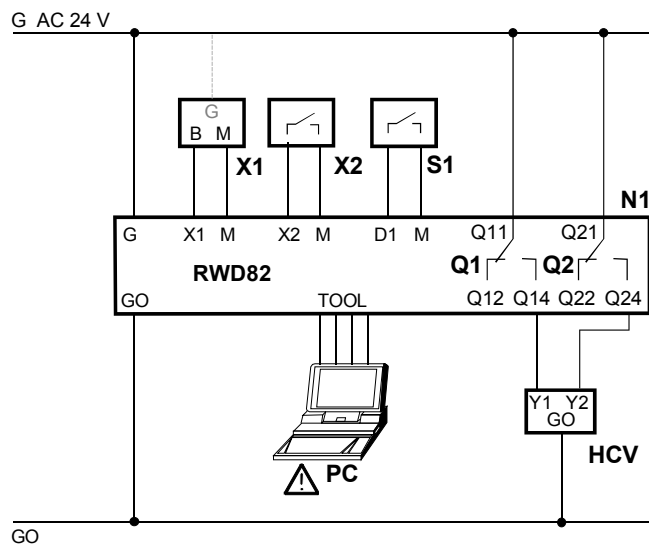 G AC 24 V
G
B M
X1 X2 S1
N1
G X1 M X2 M D1 M Q11 Q21
RWD82 Q1 Q2
GO TOOL Q12 Q14 Q22 Q24
Y1 Y2
GO
HCV
PC
GO